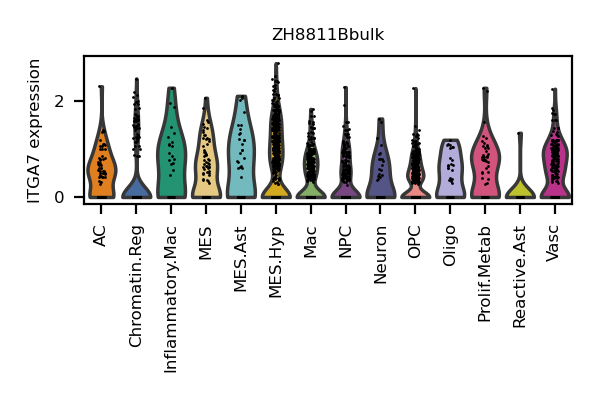 ZH8811Bbulk
ITGA7 expression
2
0
AC
Chromatin.Reg
Inflammatory.Mac
MES
MES.Ast
MES.Hyp
Mac
NPC
Neuron
OPC
Oligo
Prolif.Metab
Reactive.Ast
Vasc